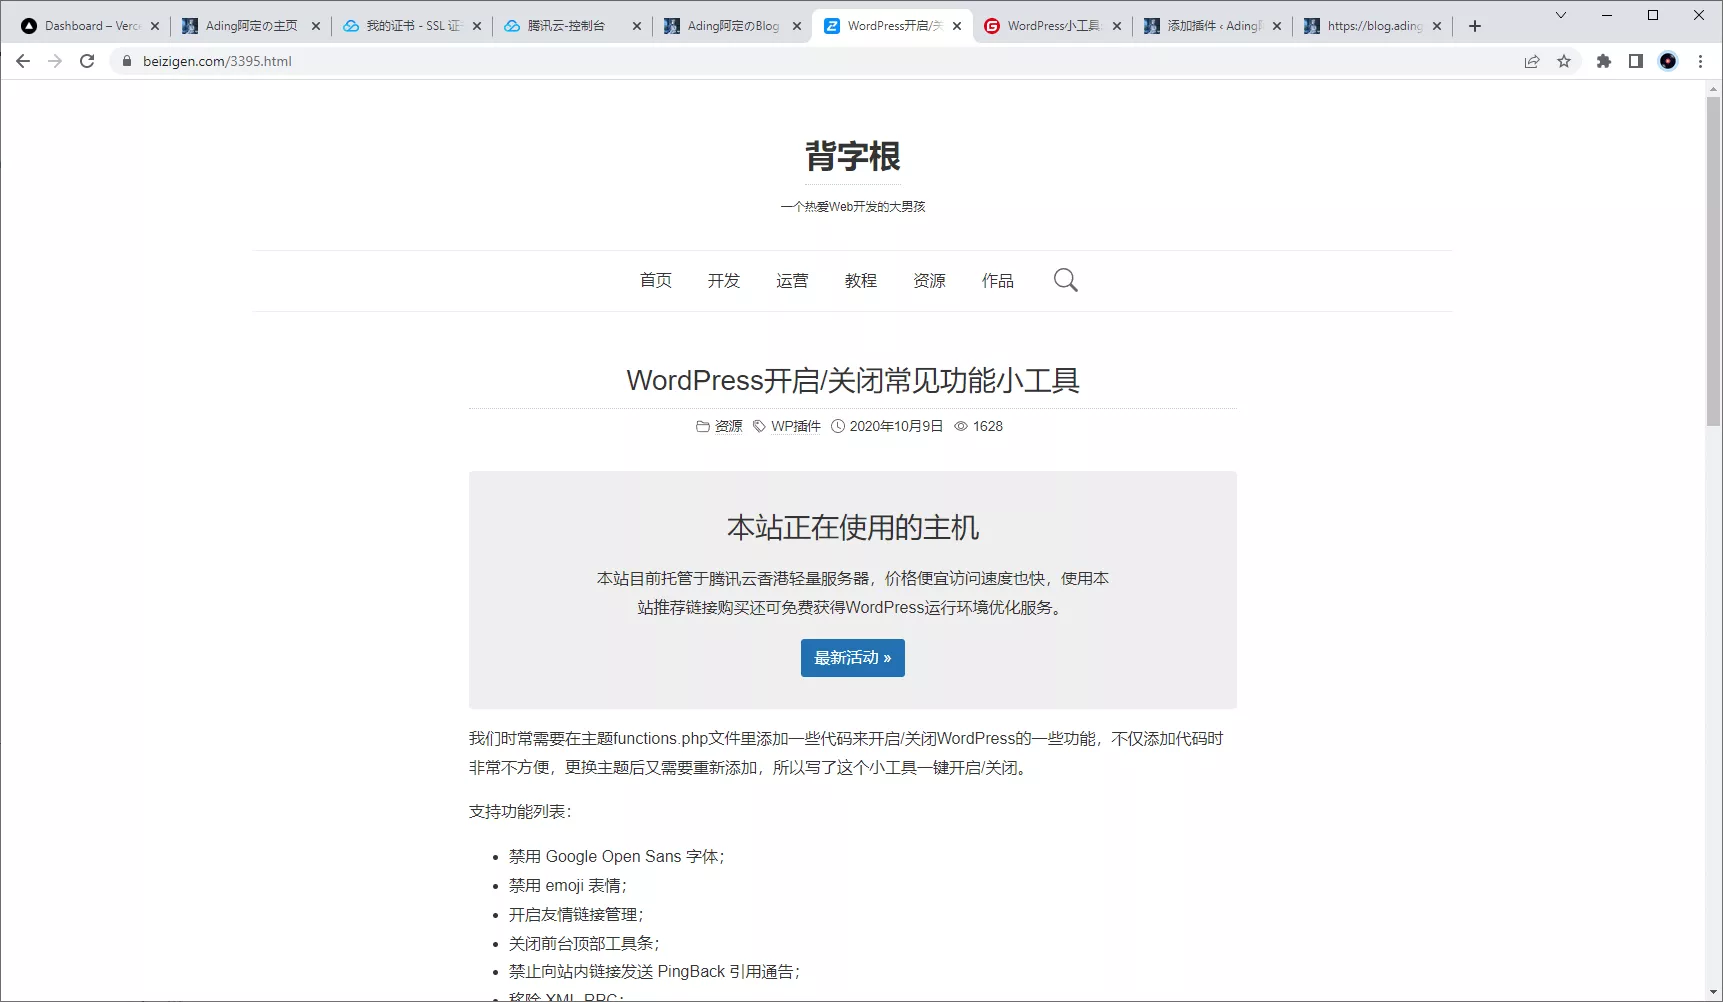 Dashboard – Verce
Ading阿定の主页
我的证书 - SSL 证
腾讯云-控制台
Ading阿定のBlog
WordPress开启/关
WordPress小工具
添加插件 ‹ Ading
https://blog.ading
beizigen.com/3395.html
背字根
一个热爱Web开发的大男孩
首页 开发 运营 教程 资源 作品
WordPress开启/关闭常见功能小工具
资源 WP插件 2020年10月9日 1628
本站正在使用的主机
本站目前托管于腾讯云香港轻量服务器，价格便宜访问速度也快，使用本
站推荐链接购买还可免费获得WordPress运行环境优化服务。
最新活动 »
我们时常需要在主题functions.php文件里添加一些代码来开启/关闭WordPress的一些功能，不仅添加代码时
非常不方便，更换主题后又需要重新添加，所以写了这个小工具一键开启/关闭。
支持功能列表：
禁用 Google Open Sans 字体；
禁用 emoji 表情；
开启友情链接管理；
关闭前台顶部工具条；
禁止向站内链接发送 PingBack 引用通告；
移除 XML-RPC；